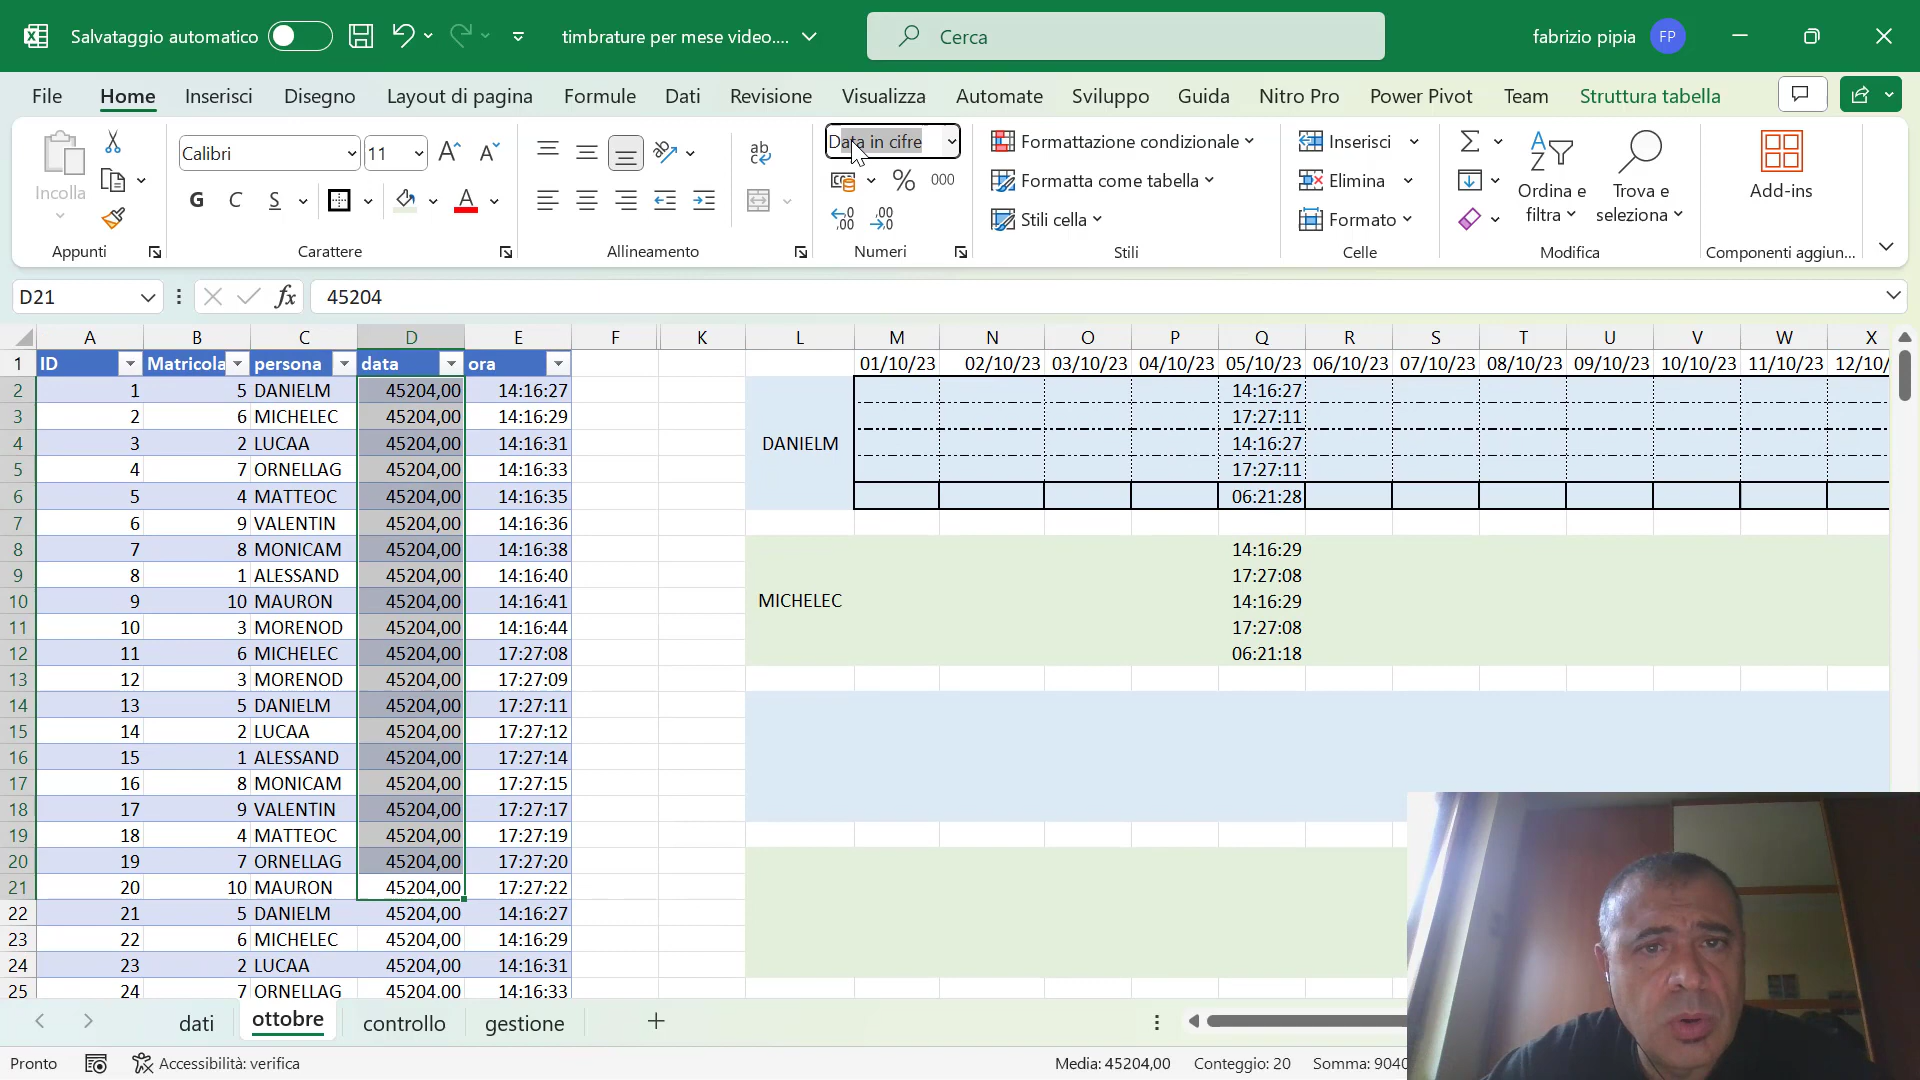 Salvataggio automatico
timbrature per mese video....
Cerca
fabrizio pipia
FP
File Home Inserisci Disegno Layout di pagina Formule Dati Revisione Visualizza Automate Sviluppo Guida Nitro Pro Power Pivot Team Struttura tabella
Incolla
Appunti
Calibri 11
G C S
Carattere
ab
Allineamento
Data in cifre
% 000
Numeri
Formattazione condizionale
Formatta come tabella
Stili cella
Stili
Inserisci
Elimina
Formato
Celle
Ordina e filtra
Trova e seleziona
Modifica
Add-ins
Componenti aggiun...
D21 fx 45204
A B C D E F K L M N O P Q R S T U V W X
1 ID Matricola persona data ora 01/10/23 02/10/23 03/10/23 04/10/23 05/10/23 06/10/23 07/10/23 08/10/23 09/10/23 10/10/23 11/10/23 12/10/
2 1 5 DANIELM 45204,00 14:16:27 14:16:27
3 2 6 MICHELEC 45204,00 14:16:29 17:27:11
4 3 2 LUCAA 45204,00 14:16:31 DANIELM 14:16:27
5 4 7 ORNELLAG 45204,00 14:16:33 17:27:11
6 5 4 MATTEOC 45204,00 14:16:35 06:21:28
7 6 9 VALENTIN 45204,00 14:16:36
8 7 8 MONICAM 45204,00 14:16:38 14:16:29
9 8 1 ALESSAND 45204,00 14:16:40 17:27:08
10 9 10 MAURON 45204,00 14:16:41 MICHELEC 14:16:29
11 10 3 MORENOD 45204,00 14:16:44 17:27:08
12 11 6 MICHELEC 45204,00 17:27:08 06:21:18
13 12 3 MORENOD 45204,00 17:27:09
14 13 5 DANIELM 45204,00 17:27:11
15 14 2 LUCAA 45204,00 17:27:12
16 15 1 ALESSAND 45204,00 17:27:14
17 16 8 MONICAM 45204,00 17:27:15
18 17 9 VALENTIN 45204,00 17:27:17
19 18 4 MATTEOC 45204,00 17:27:19
20 19 7 ORNELLAG 45204,00 17:27:20
21 20 10 MAURON 45204,00 17:27:22
22 21 5 DANIELM 45204,00 14:16:27
23 22 6 MICHELEC 45204,00 14:16:29
24 23 2 LUCAA 45204,00 14:16:31
25 24 7 ORNELLAG 45204,00 14:16:33
dati ottobre controllo gestione
Pronto Accessibilità: verifica Media: 45204,00 Conteggio: 20 Somma: 9040